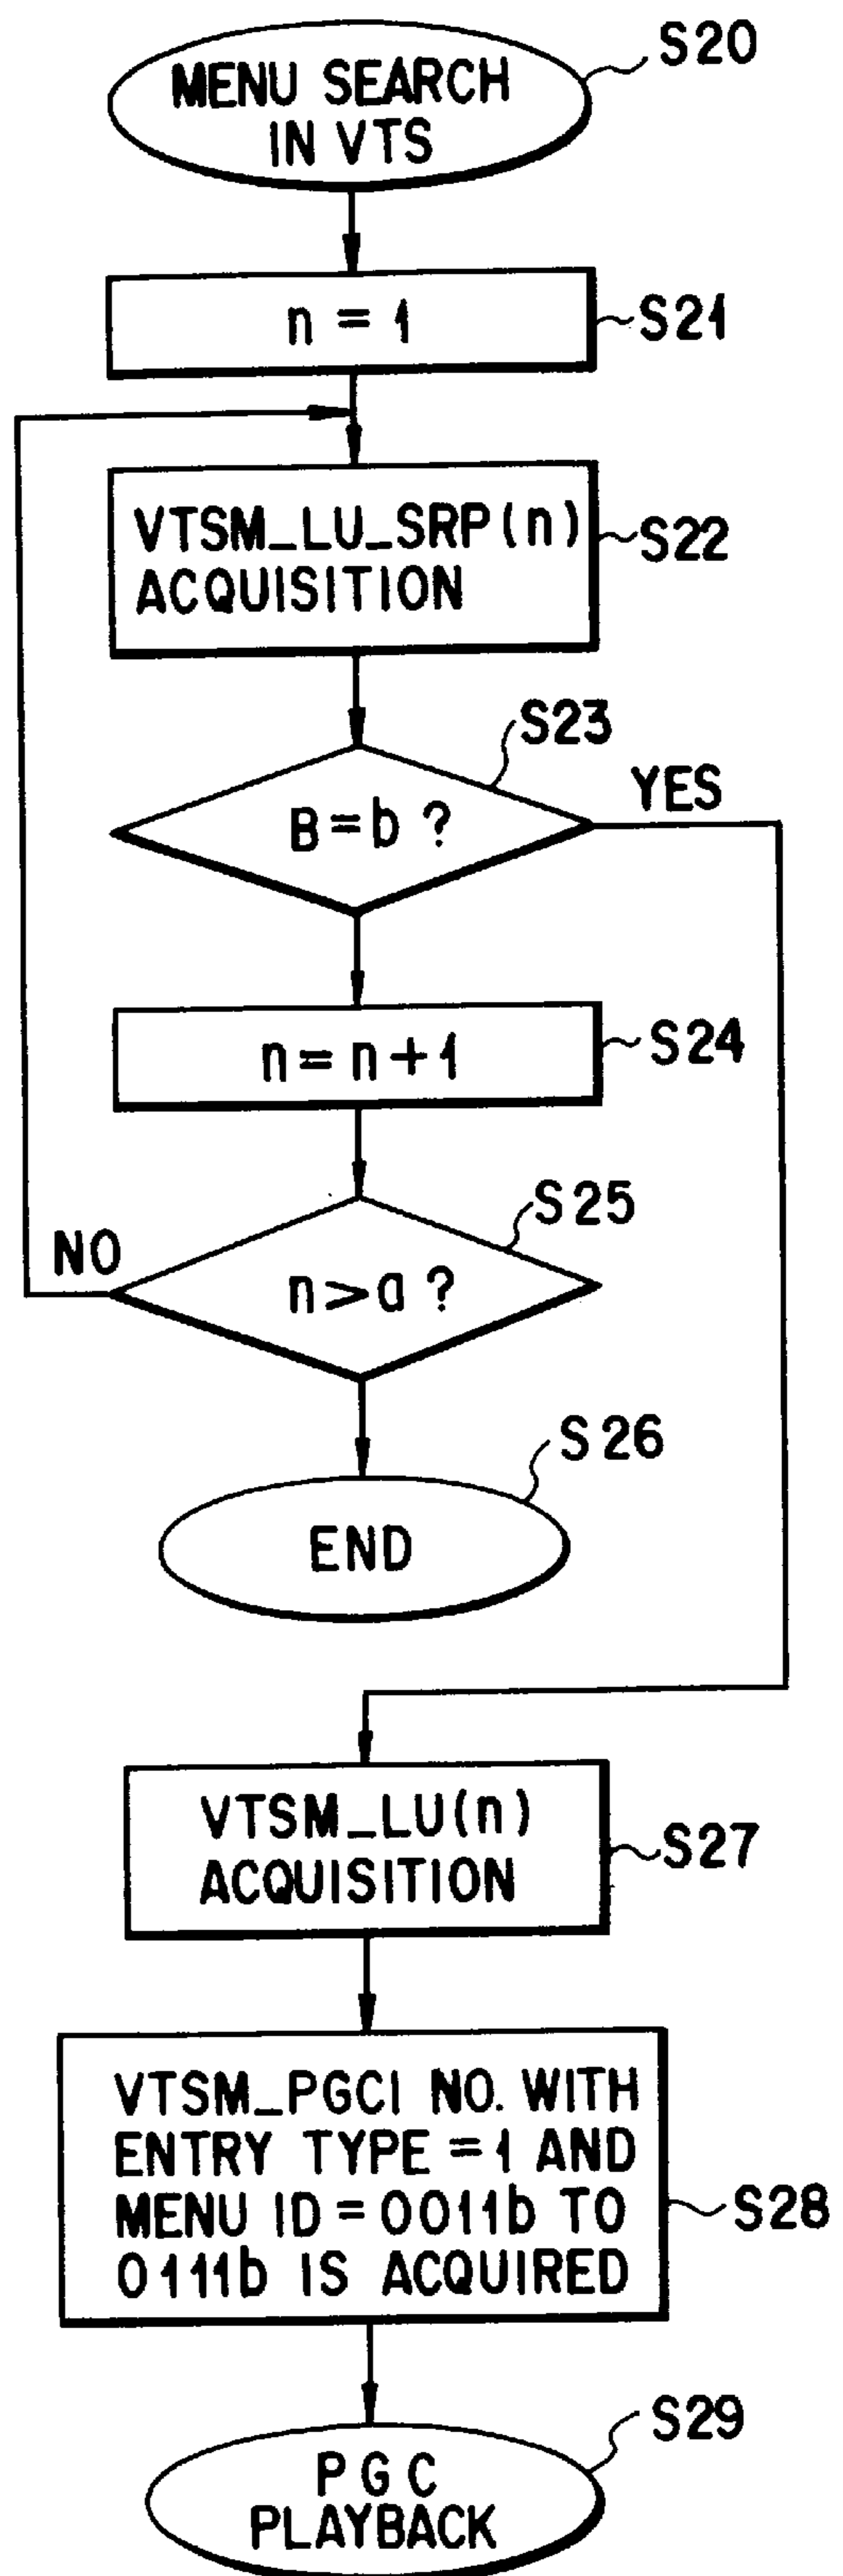 S20
MENU SEARCH
IN VTS
n = 1
S21
VTSM_LU_SRP(n)
ACQUISITION
S22
S23
B=b?
YES
n=n+1
S24
S25
NO
n>a?
S26
END
VTSM_LU(n)
ACQUISITION
S27
VTSM_PGCI NO. WITH
ENTRY TYPE =1 AND
MENU ID = 0011b TO
0111b IS ACQUIRED
S28
S29
PGC
PLAYBACK